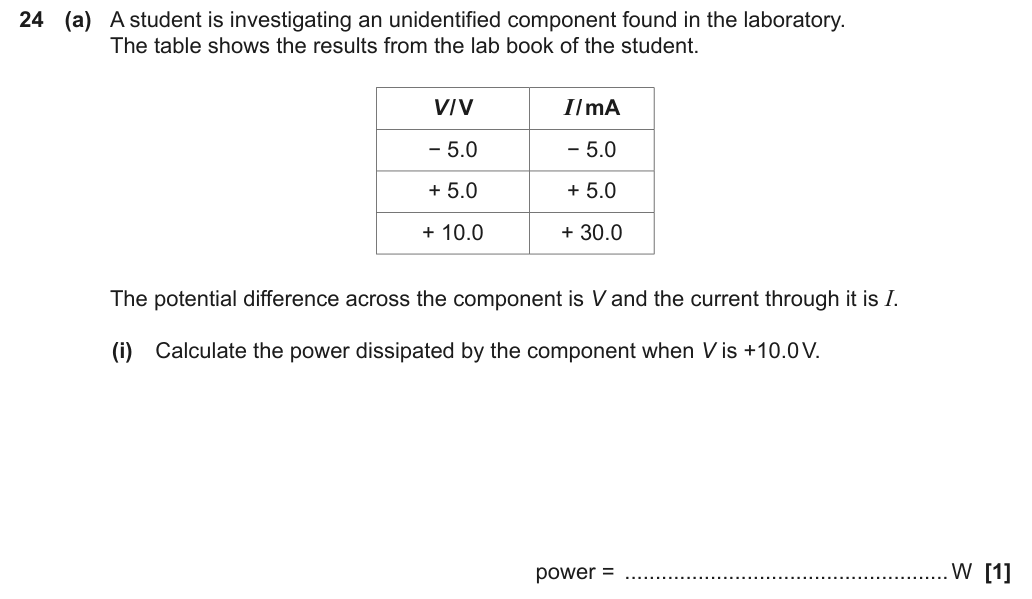 24 (a) A student is investigating an unidentified component found in the laboratory.
The table shows the results from the lab book of the student.
V/V I/mA
− 5.0 − 5.0
+ 5.0 + 5.0
+ 10.0 + 30.0
The potential difference across the component is V and the current through it is I.
(i) Calculate the power dissipated by the component when V is +10.0 V.
power = ..................................................... W [1]